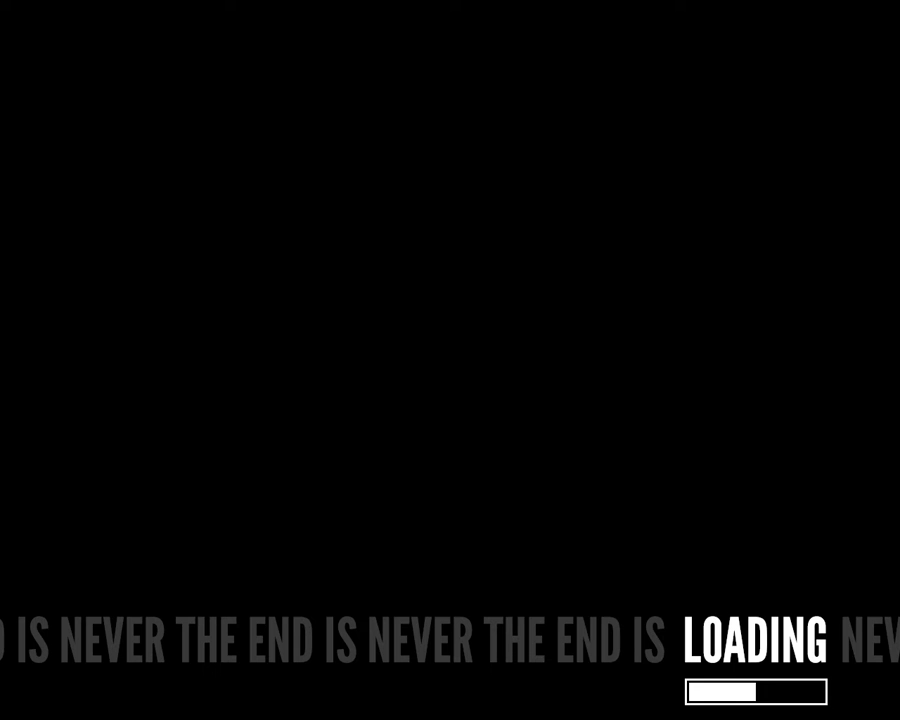 IS NEVER THE END IS NEVER THE END IS LOADING